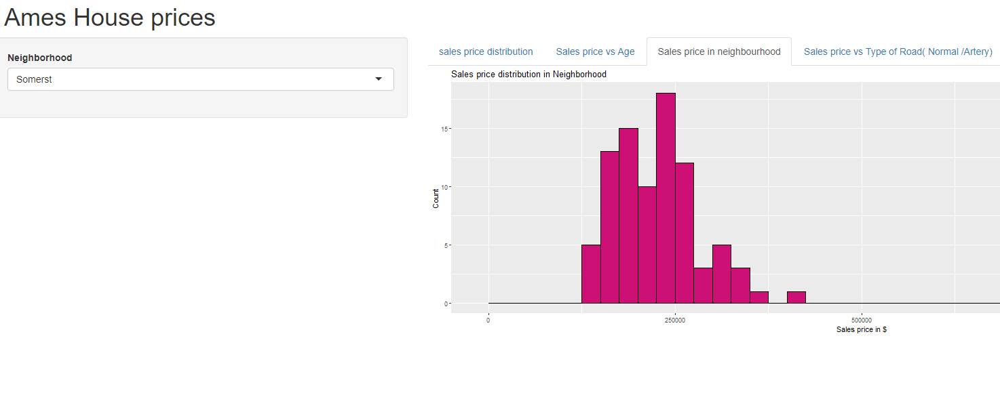 Ames House prices
Neighborhood
Somerst
sales price distribution
Sales price vs Age
Sales price in neighbourhood
Sales price vs Type of Road( Normal /Artery)
Sales price distribution in Neighborhood
Count
15
10
5
0
0
250000
500000
Sales price in $